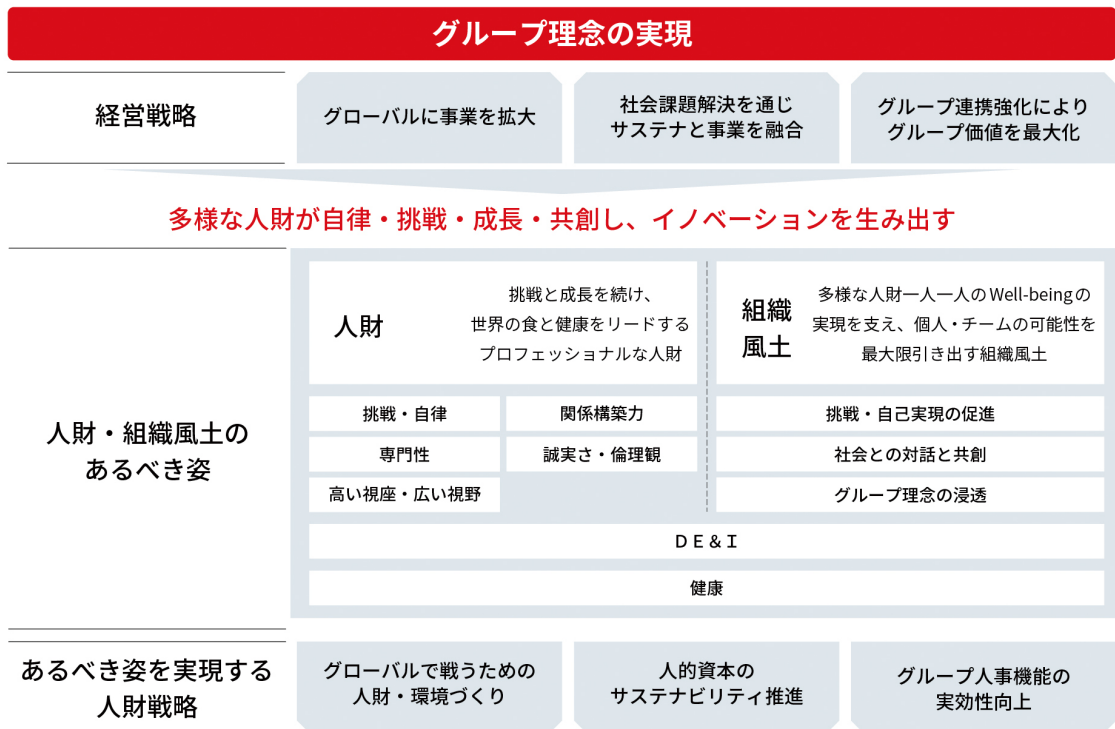 グループ理念の実現
経営戦略
グローバルに事業を拡大
社会課題解決を通じ
サステナと事業を融合
グループ連携強化により
グループ価値を最大化
多様な人財が自律・挑戦・成長・共創し、イノベーションを生み出す
人財・組織風土の
あるべき姿
人財
挑戦と成長を続け、
世界の食と健康をリードする
プロフェッショナルな人財
挑戦・自律
関係構築力
専門性
誠実さ・倫理観
高い視座・広い視野
組織
風土
多様な人財一人一人のWell-beingの
実現を支え、個人・チームの可能性を
最大限引き出す組織風土
挑戦・自己実現の促進
社会との対話と共創
グループ理念の浸透
ＤＥ＆Ｉ
健康
あるべき姿を実現する
人財戦略
グローバルで戦うための
人財・環境づくり
人的資本の
サステナビリティ推進
グループ人事機能の
実効性向上